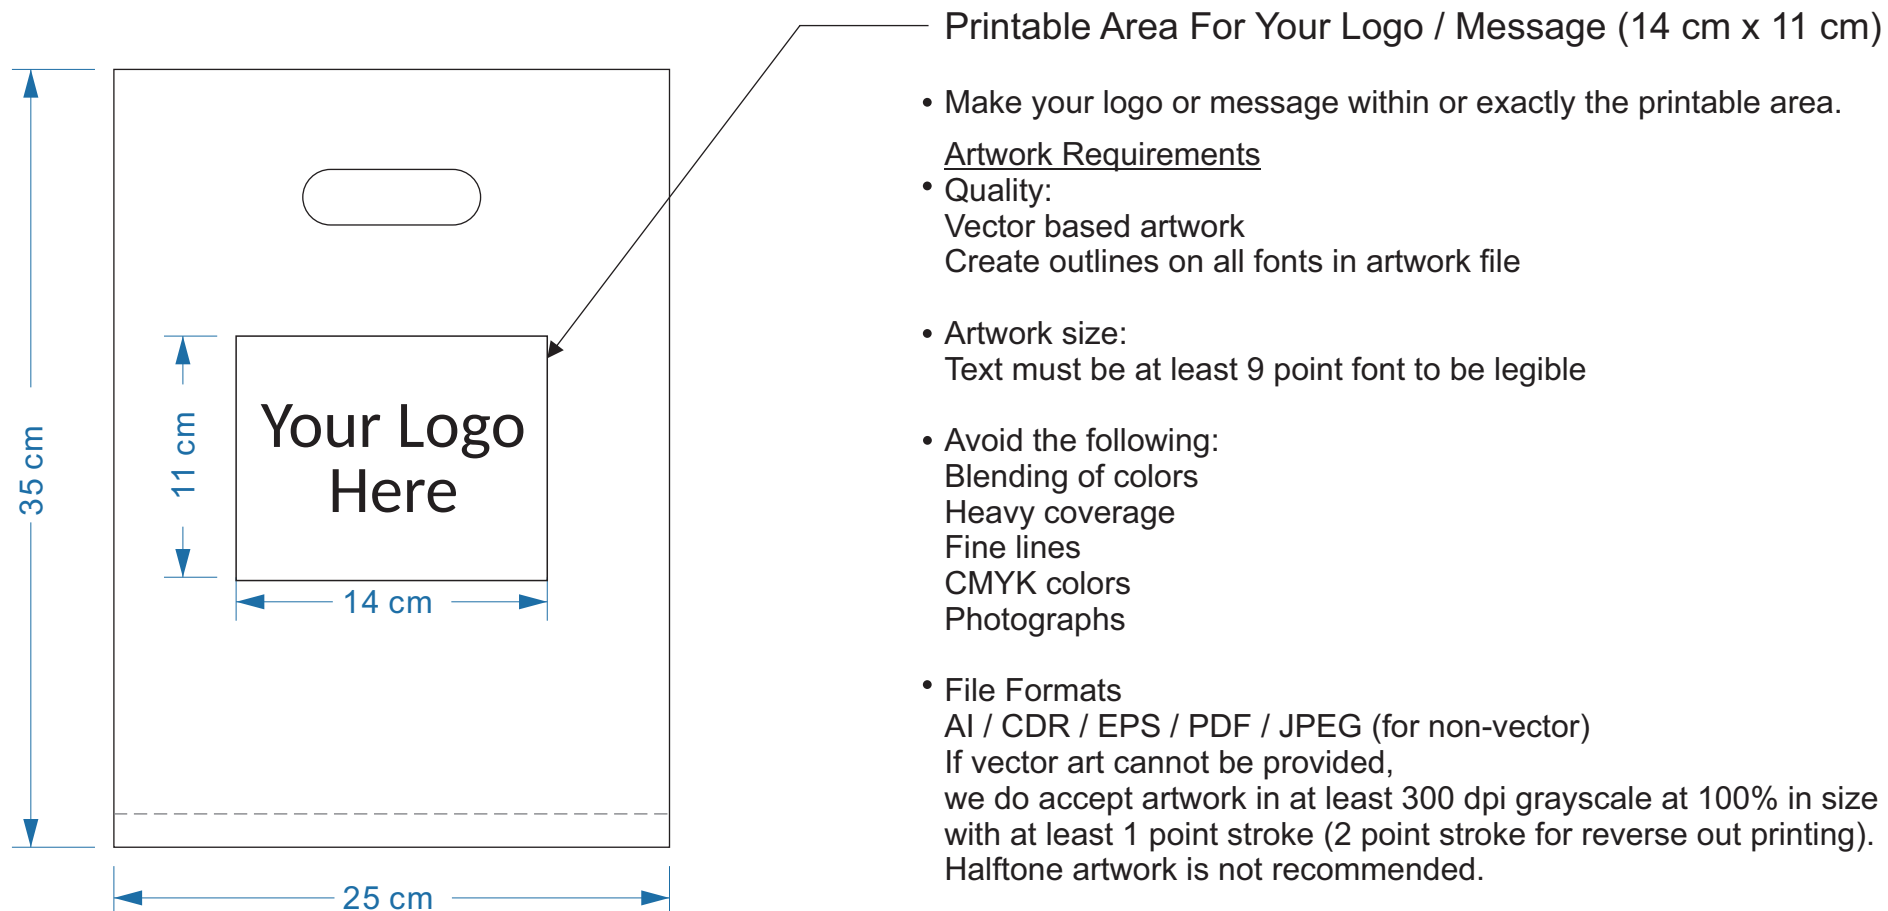 Printable Area For Your Logo / Message (14 cm x 11 cm)
• Make your logo or message within or exactly the printable area.
Artwork Requirements
• Quality:
Vector based artwork
Create outlines on all fonts in artwork file
• Artwork size:
Text must be at least 9 point font to be legible
• Avoid the following:
Blending of colors
Heavy coverage
Fine lines
CMYK colors
Photographs
• File Formats
AI / CDR / EPS / PDF / JPEG (for non-vector)
If vector art cannot be provided,
we do accept artwork in at least 300 dpi grayscale at 100% in size
with at least 1 point stroke (2 point stroke for reverse out printing).
Halftone artwork is not recommended.
35 cm
11 cm
Your Logo
Here
14 cm
25 cm